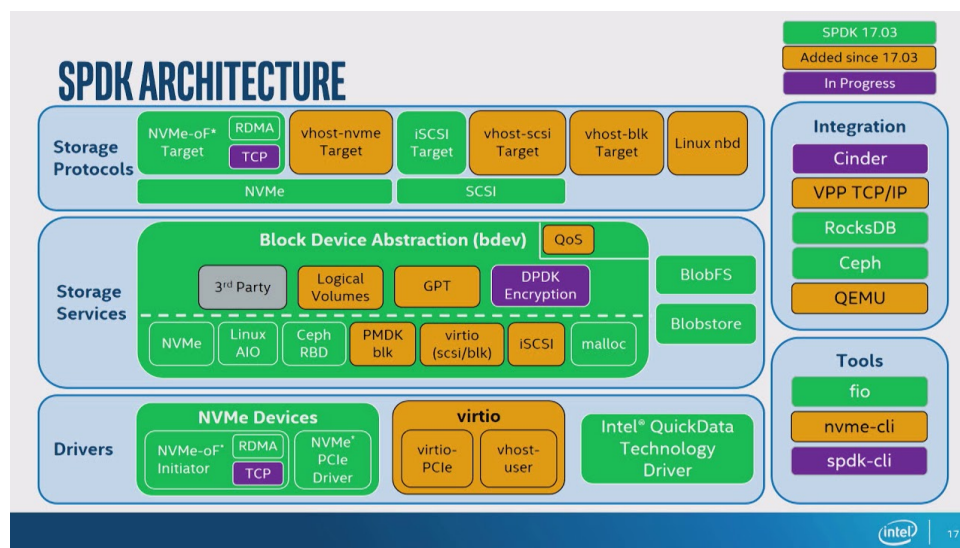 SPDK 17.03
Added since 17.03
In Progress
SPDK ARCHITECTURE
Storage
Protocols
NVMe-oF*
Target
RDMA
TCP
vhost-nvme
Target
iSCSI
Target
vhost-scsi
Target
vhost-blk
Target
Linux nbd
NVMe
SCSI
Storage
Services
Block Device Abstraction (bdev)
QoS
3rd Party
Logical
Volumes
GPT
DPDK
Encryption
NVMe
Linux
AIO
Ceph
RBD
PMDK
blk
virtio
(scsi/blk)
iSCSI
malloc
BlobFS
Blobstore
Drivers
NVMe Devices
NVMe-oF*
Initiator
RDMA
TCP
NVMe*
PCIe
Driver
virtio
virtio-
PCIe
vhost-
user
Intel® QuickData
Technology
Driver
Integration
Cinder
VPP TCP/IP
RocksDB
Ceph
QEMU
Tools
fio
nvme-cli
spdk-cli
intel
17